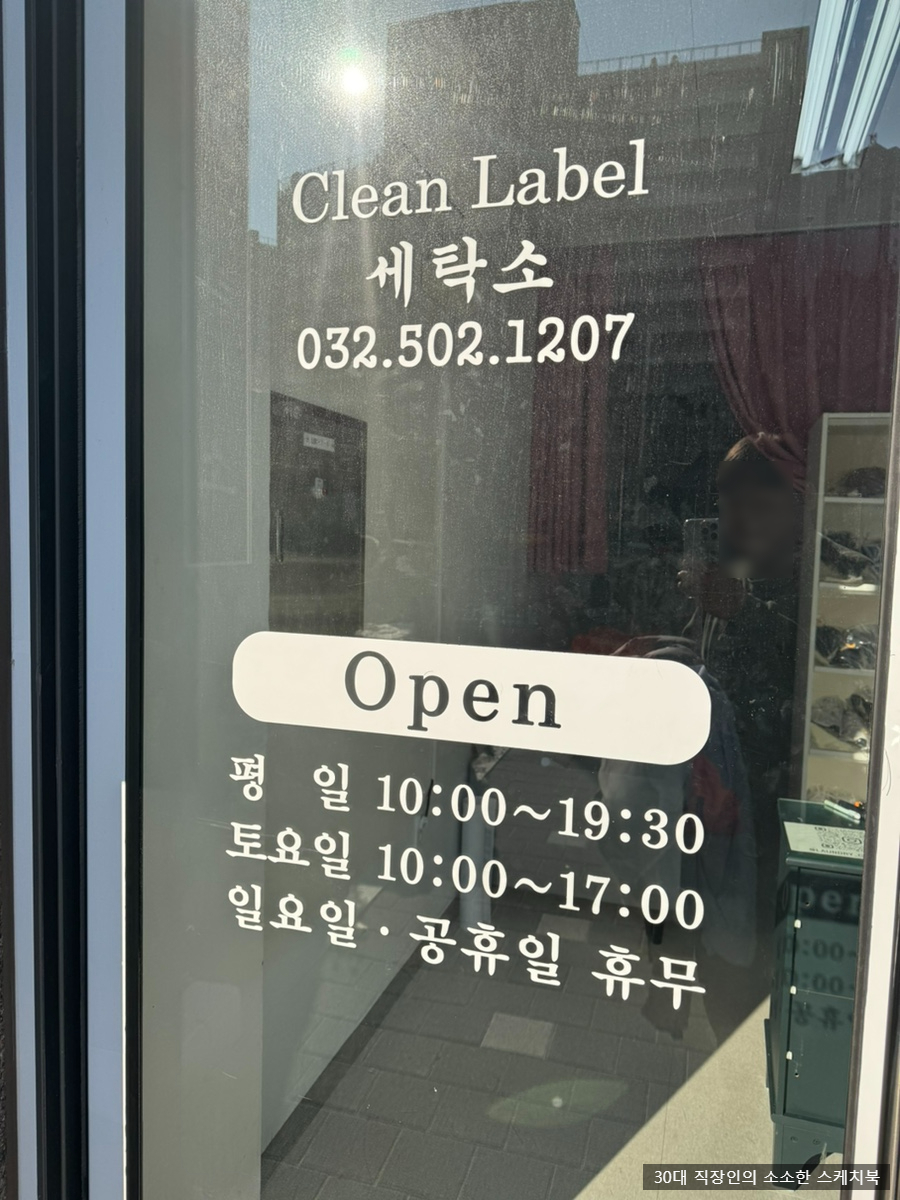 Clean Label
세탁소
032.502.1207
Open
평 일 10:00~19:30
토요일 10:00~17:00
일요일·공휴일 휴무
30대 직장인의 소소한 스케치북